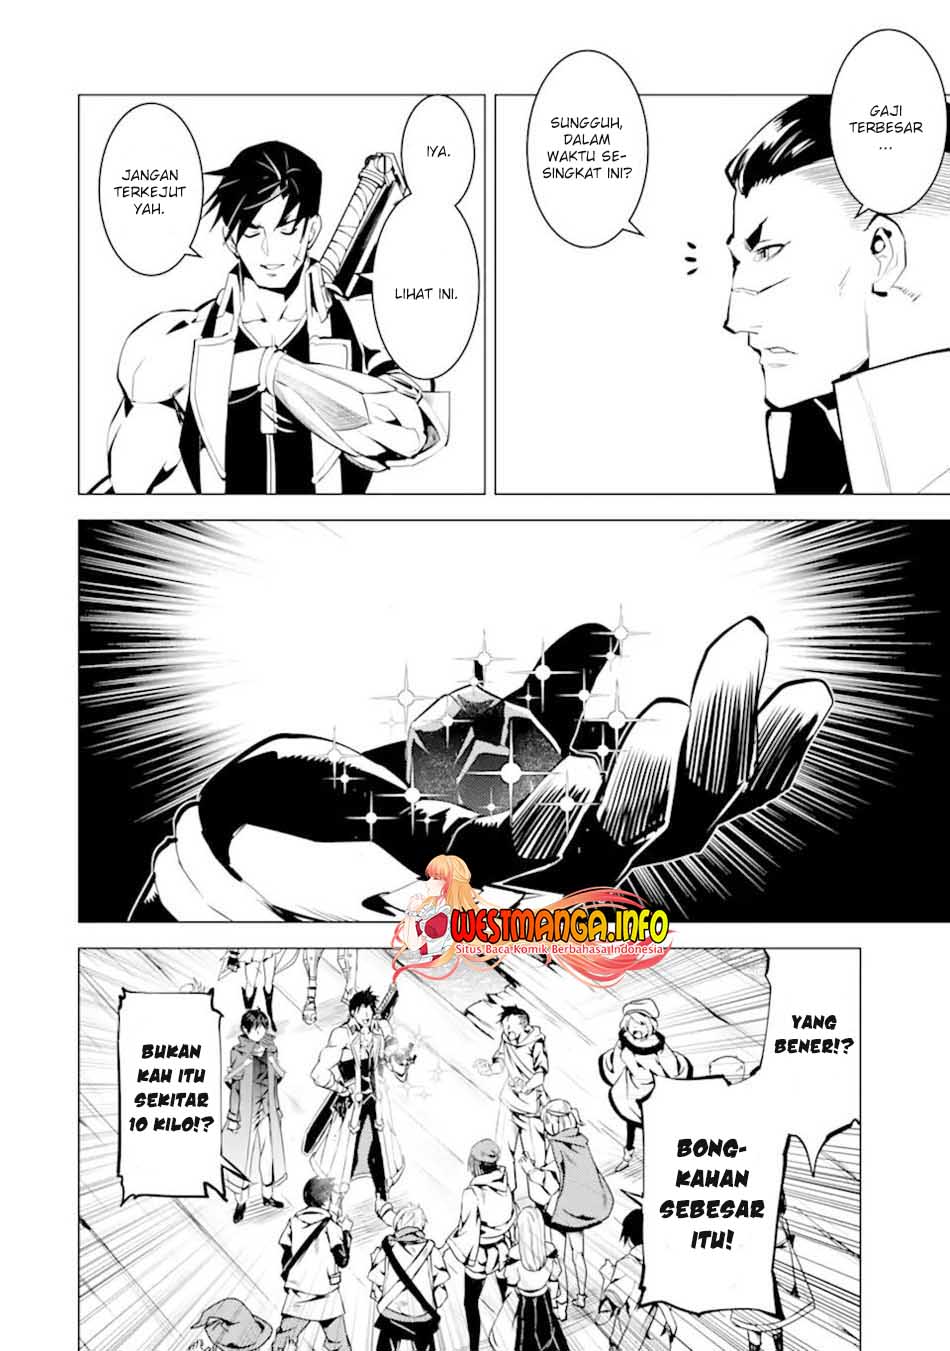 GAJI
TERBESAR
...
SUNGGUH,
DALAM
WAKTU SE-
SINGKAT INI?
IYA.
LIHAT INI.
JANGAN
TERKEJUT
YAH.
WESTMANGA.INFO
Situs Baca Komik Berbahasa Indonesia
YANG
BENER!?
BONG-
KAHAN
SEBESAR
ITU!
BUKAN
KAH ITU
SEKITAR
10 KILO!?